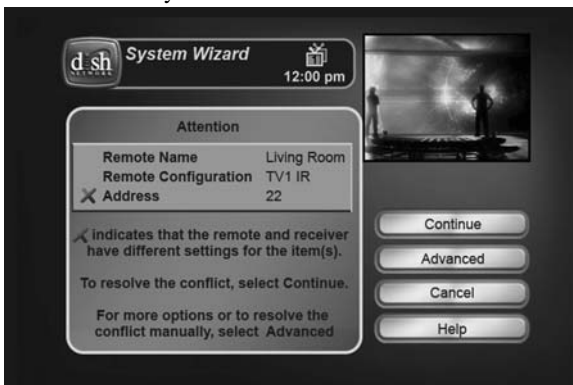 dish
NETWORK
System Wizard
12:00 pm
Attention
Remote Name Living Room
Remote Configuration TV1 IR
Address 22
indicates that the remote and receiver
have different settings for the item(s).
To resolve the conflict, select Continue.
For more options or to resolve the
conflict manually, select Advanced
Continue
Advanced
Cancel
Help